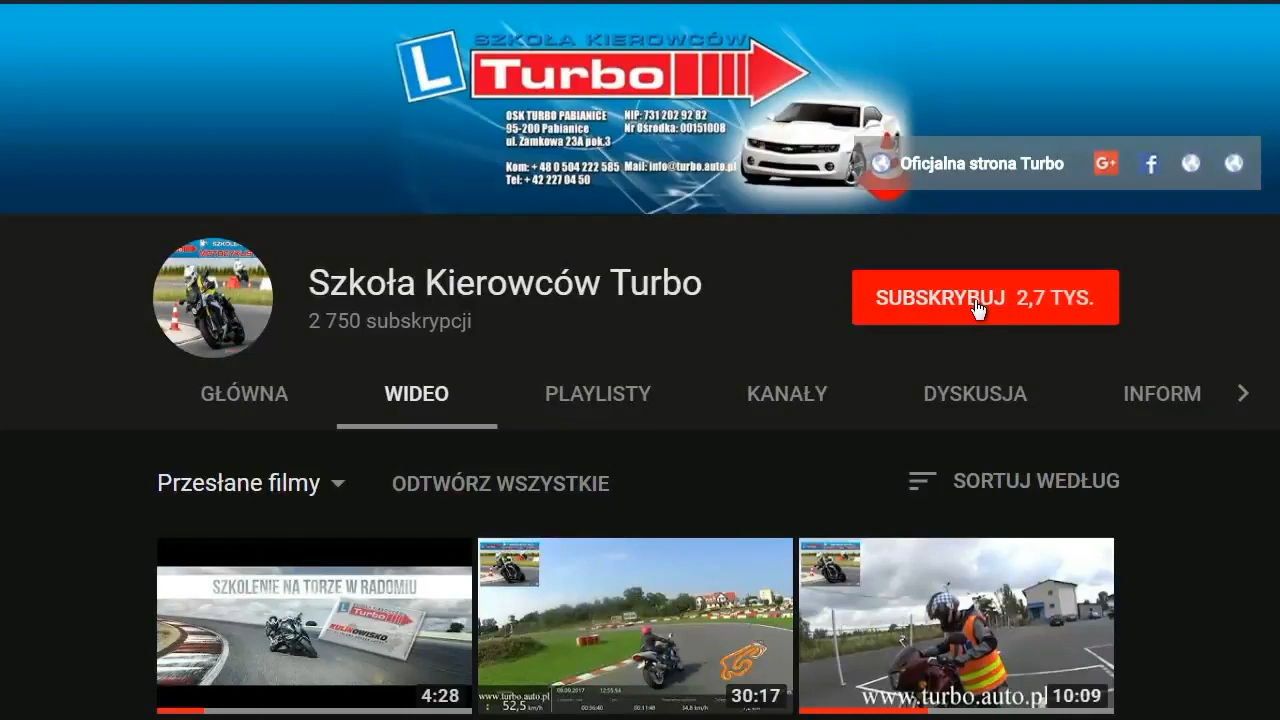 SZKOŁA KIEROWCÓW
L Turbo
OSK TURBO PABIANICE NIP: 731 202 92 82
95-200 Pabianice Nr Ośrodka: 00151008
ul. Zamkowa 23A pok.3
Kom: + 48 0 504 222 585 Mail: info@turbo.auto.pl
Tel: + 42 227 04 50
Oficjalna strona Turbo
G+ f
Szkoła Kierowców Turbo
2 750 subskrypcji
SUBSKRYBUJ 2,7 TYS.
GŁÓWNA WIDEO PLAYLISTY KANAŁY DYSKUSJA INFORM
Przesłane filmy ODTWÓRZ WSZYSTKIE SORTUJ WEDŁUG
SZKOLENIE NA TORZE W RADOMIU
L Turbo
KULIKOWISKO
4:28
www.turbo.auto.pl
52,5 km/h
30:17
www.turbo.auto.pl
10:09